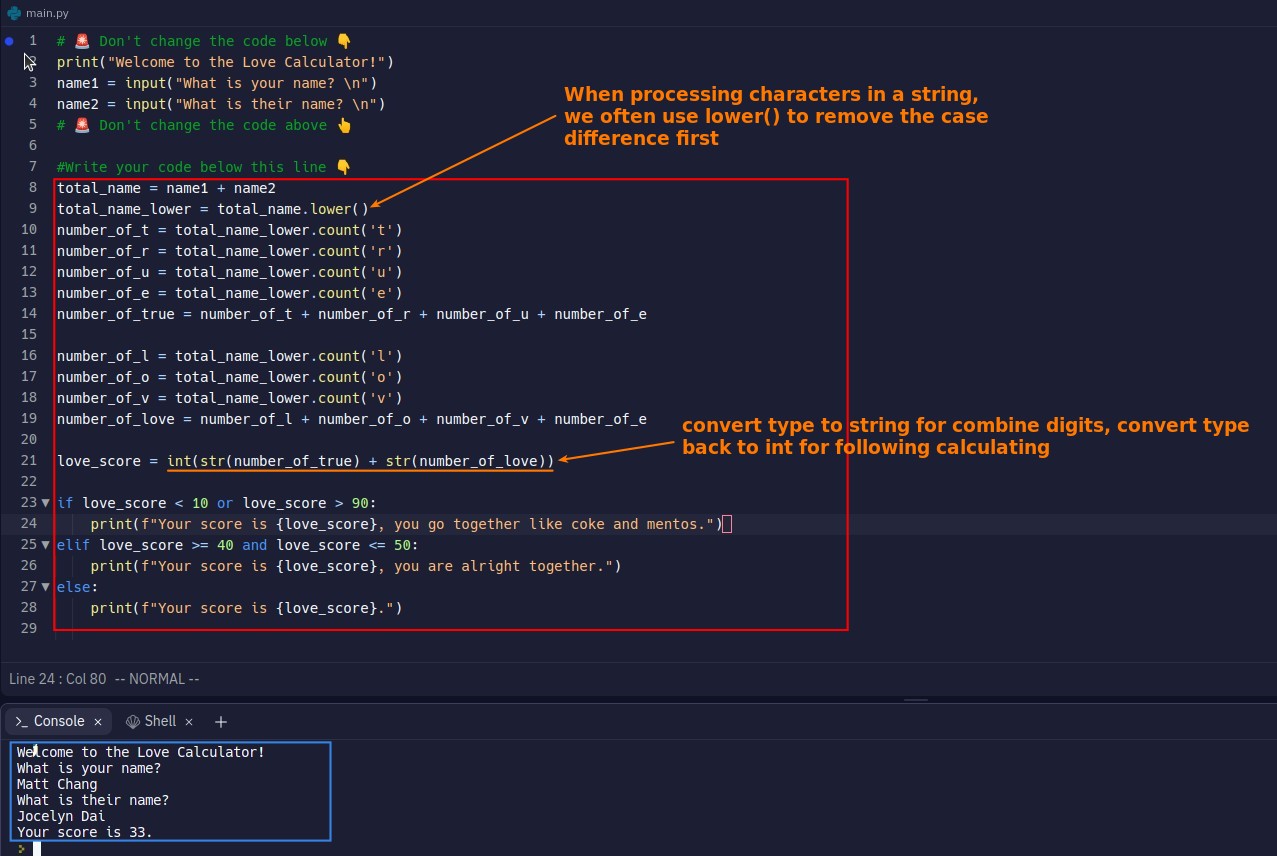 main.py
1 # 🚨 Don't change the code below 👇
2 print("Welcome to the Love Calculator!")
3 name1 = input("What is your name? \n")
4 name2 = input("What is their name? \n")
5 # 🚨 Don't change the code above 👆
6
7 #Write your code below this line 👇
8 total_name = name1 + name2
9 total_name_lower = total_name.lower()
10 number_of_t = total_name_lower.count('t')
11 number_of_r = total_name_lower.count('r')
12 number_of_u = total_name_lower.count('u')
13 number_of_e = total_name_lower.count('e')
14 number_of_true = number_of_t + number_of_r + number_of_u + number_of_e
15
16 number_of_l = total_name_lower.count('l')
17 number_of_o = total_name_lower.count('o')
18 number_of_v = total_name_lower.count('v')
19 number_of_love = number_of_l + number_of_o + number_of_v + number_of_e
20
21 love_score = int(str(number_of_true) + str(number_of_love))
22
23 if love_score < 10 or love_score > 90:
24     print(f"Your score is {love_score}, you go together like coke and mentos.")
25 elif love_score >= 40 and love_score <= 50:
26     print(f"Your score is {love_score}, you are alright together.")
27 else:
28     print(f"Your score is {love_score}.")
29
When processing characters in a string,
we often use lower() to remove the case
difference first
convert type to string for combine digits, convert type
back to int for following calculating
Line 24 : Col 80 -- NORMAL --
>_ Console × Shell × +
Welcome to the Love Calculator!
What is your name?
Matt Chang
What is their name?
Jocelyn Dai
Your score is 33.
>